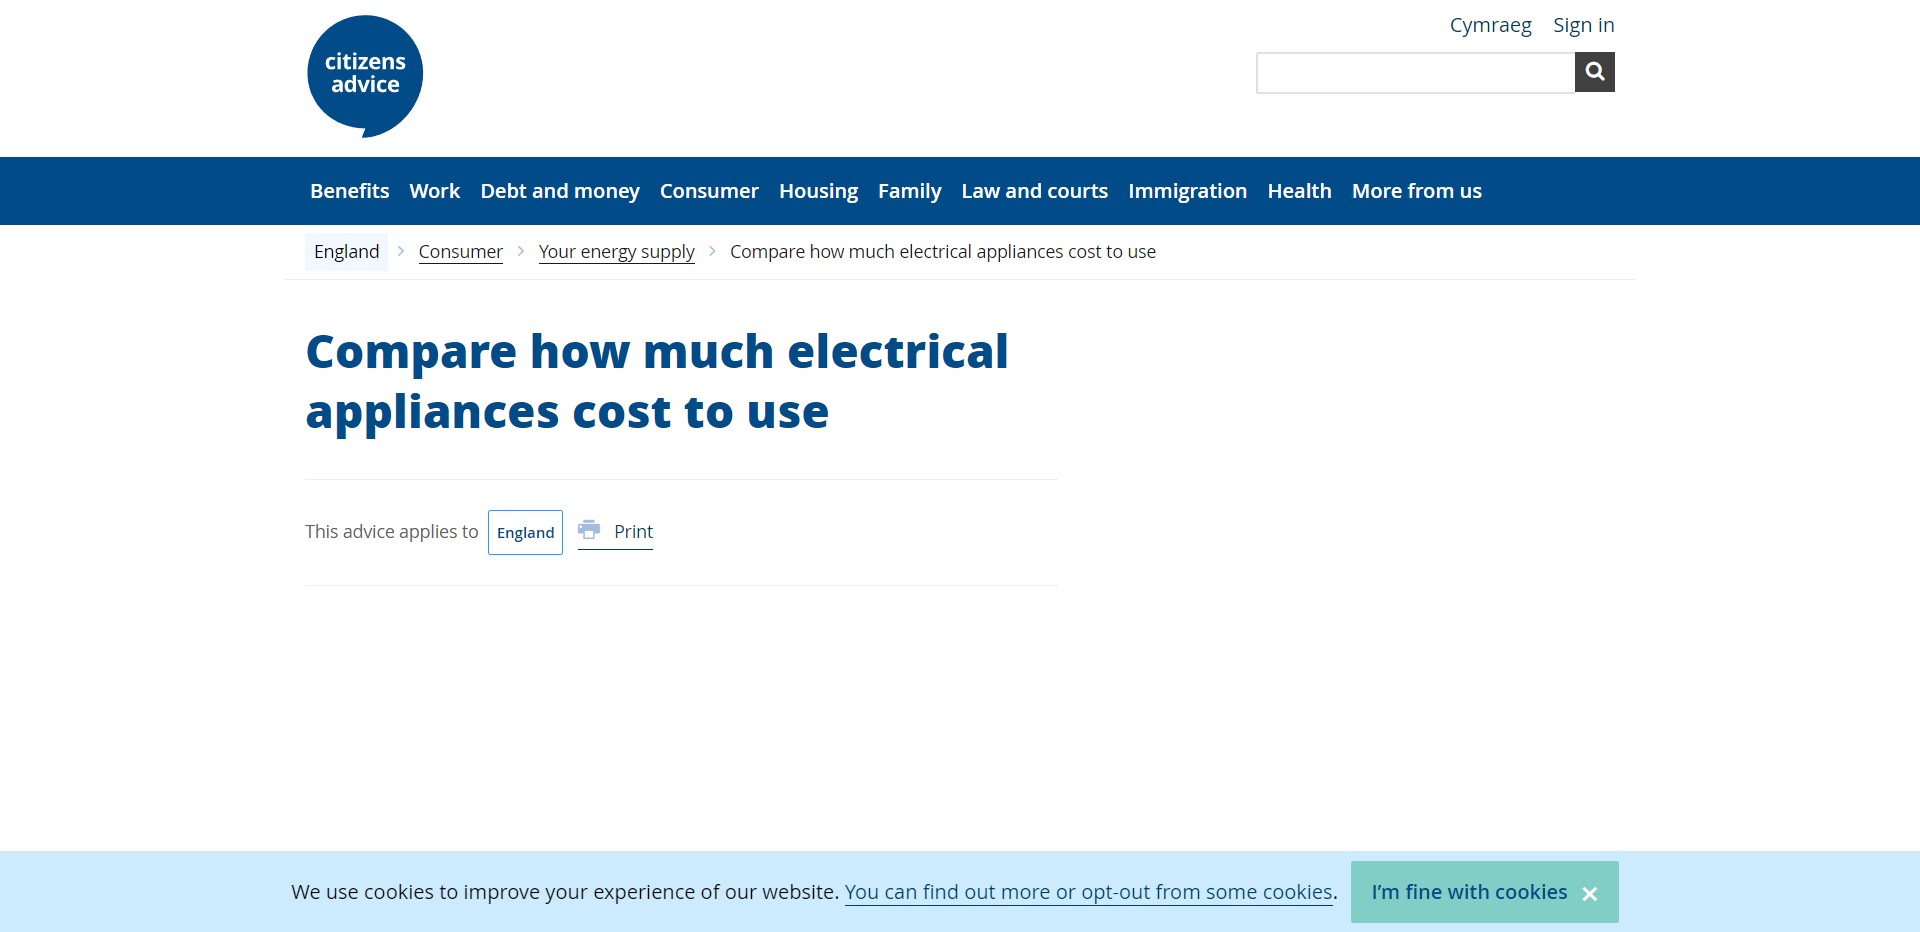 citizens
advice
Cymraeg Sign in
Benefits Work Debt and money Consumer Housing Family Law and courts Immigration Health More from us
England Consumer Your energy supply Compare how much electrical appliances cost to use
Compare how much electrical
appliances cost to use
This advice applies to England Print
We use cookies to improve your experience of our website. You can find out more or opt-out from some cookies. I’m fine with cookies